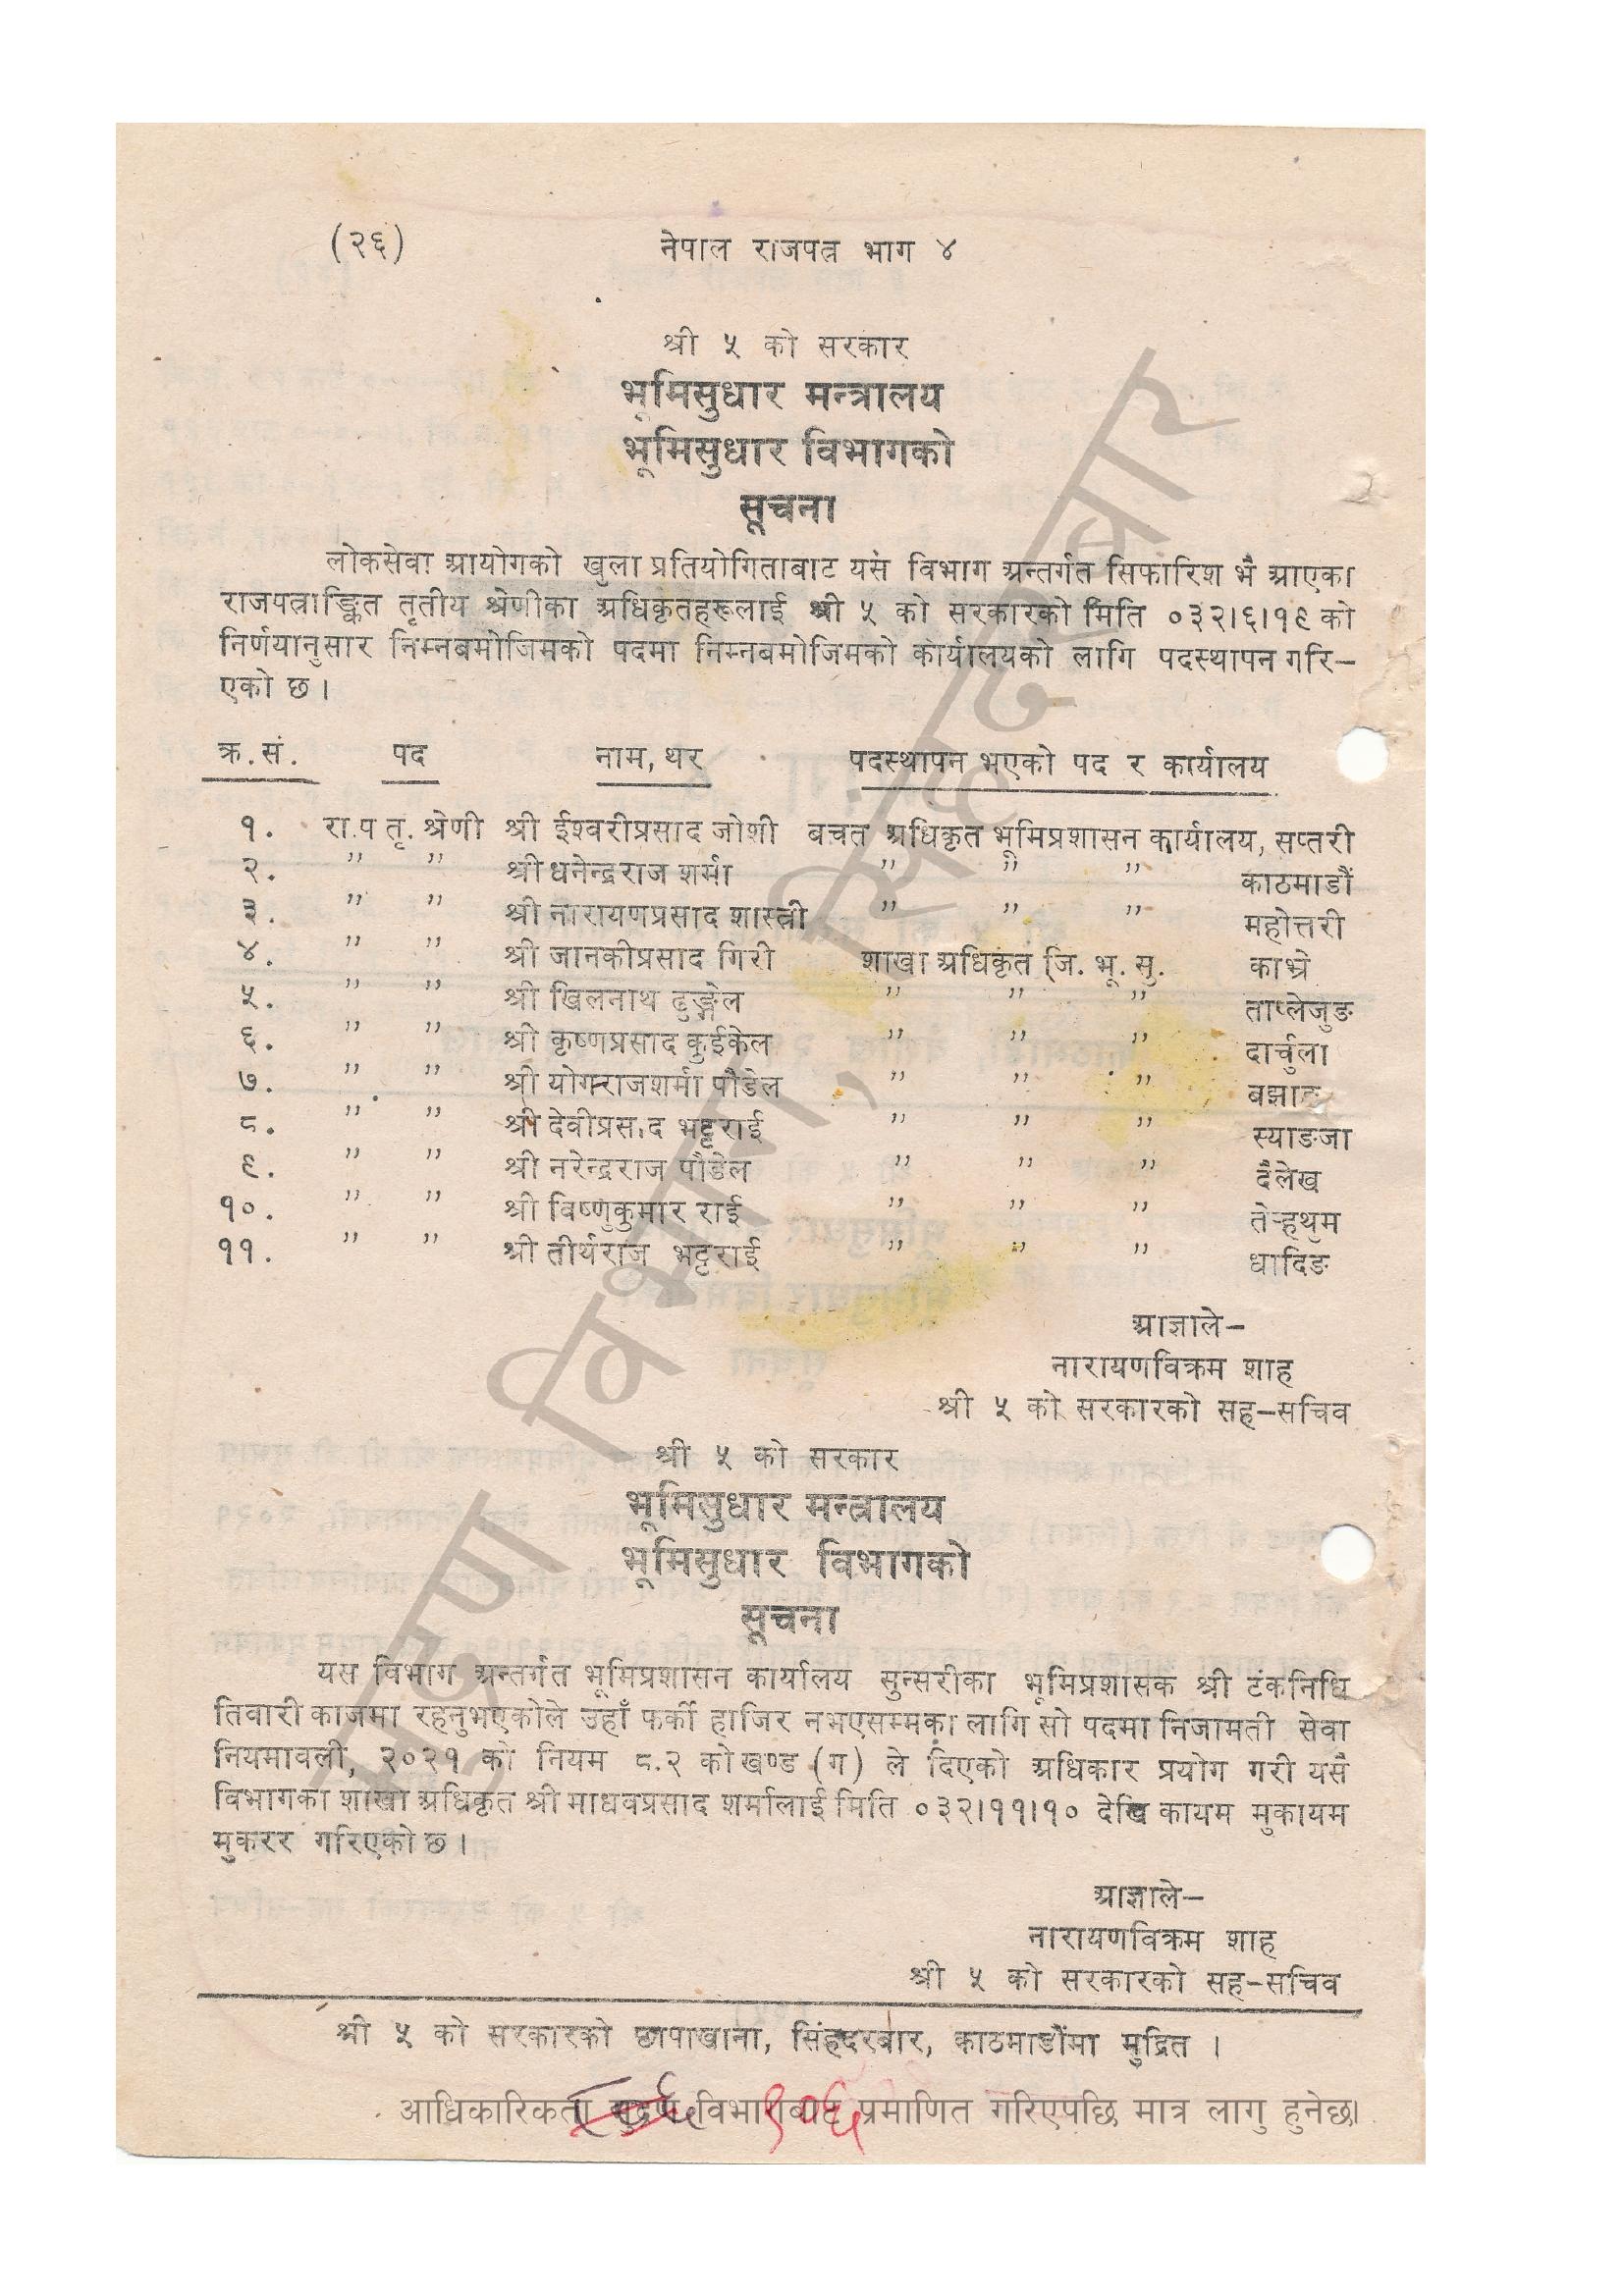 (२६)
नेपाल राजपत्र भाग ४
श्री ५ को सरकार
भूमिसुधार मन्त्रालय
भूमिसुधार विभागको
सूचना
लोकसेवा आयोगको खुला प्रतियोगिताबाट यसै विभाग अन्तर्गत सिफारिश भै आएका
राजपत्राङ्कित तृतीय श्रेणीका अधिकृतहरूलाई श्री ५ को सरकारको मिति ०३२।६।१९ को
निर्णयानुसार निम्नबमोजिमको पदमा निम्नबमोजिमको कार्यालयको लागि पदस्थापन गरि–
एको छ ।
क्र.सं. पद नाम, थर पदस्थापन भएको पद र कार्यालय
१. रा.प तृ. श्रेणी श्री ईश्वरीप्रसाद जोशी बचत अधिकृत भूमिप्रशासन कार्यालय, सप्तरी
२. " " श्री धनेन्द्रराज शर्मा " " " काठमाडौं
३. " " श्री नारायणप्रसाद शास्त्री " " " महोत्तरी
४. " " श्री जानकीप्रसाद गिरी शाखा अधिकृत जि. भू. सु. काभ्रे
५. " " श्री खिलनाथ ढुङ्गेल " " " ताप्लेजुङ
६. " " श्री कृष्णप्रसाद कुईकेल " " " दार्चुला
७. " " श्री योगराजशर्मा पौडेल " " " बझाङ
८. " " श्री देवीप्रसाद भट्टराई " " " स्याङजा
९. " " श्री नरेन्द्रराज पौडेल " " " दैलेख
१०. " " श्री विष्णुकुमार राई " " " तेर्‍हथुम
११. " " श्री तीर्थराज भट्टराई " " " धादिङ
आज्ञाले–
नारायणविक्रम शाह
श्री ५ को सरकारको सह–सचिव
श्री ५ को सरकार
भूमिसुधार मन्त्रालय
भूमिसुधार विभागको
सूचना
यस विभाग अन्तर्गत भूमिप्रशासन कार्यालय सुन्सरीका भूमिप्रशासक श्री टंकनिधि
तिवारी काजमा रहनुभएकोले उहाँ फर्की हाजिर नभएसम्मका लागि सो पदमा निजामती सेवा
नियमावली, २०२१ को नियम ८.२ को खण्ड (ग) ले दिएको अधिकार प्रयोग गरी यसै
विभागका शाखा अधिकृत श्री माधवप्रसाद शर्मालाई मिति ०३२।११।१० देखि कायम मुकायम
मुकरर गरिएको छ ।
आज्ञाले–
नारायणविक्रम शाह
श्री ५ को सरकारको सह–सचिव
श्री ५ को सरकारको छापाखाना, सिंहदरबार, काठमाडौंमा मुद्रित ।
आधिकारिकता मुद्रण विभागबाट प्रमाणित गरिएपछि मात्र लागु हुनेछ।
९०६
मुद्रण विभाग, सिंहदरबार